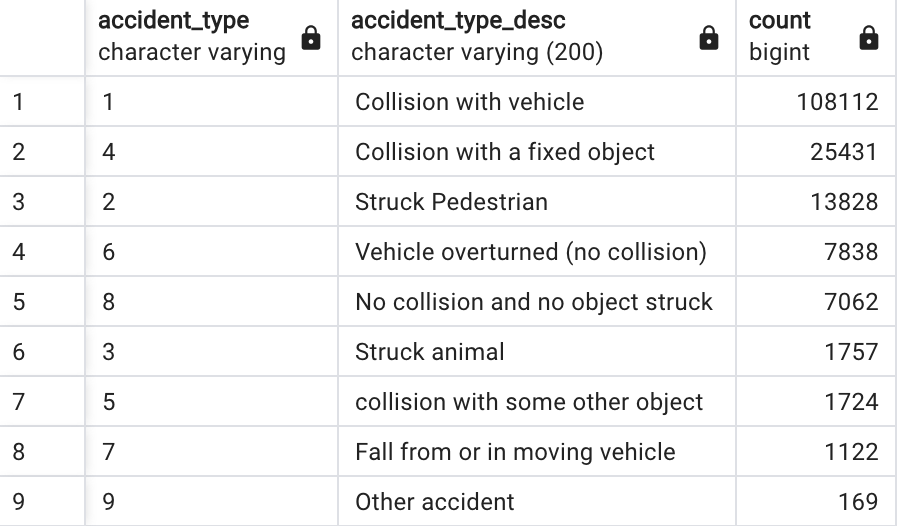 accident_type accident_type_desc count
character varying character varying (200) bigint
1 1 Collision with vehicle 108112
2 4 Collision with a fixed object 25431
3 2 Struck Pedestrian 13828
4 6 Vehicle overturned (no collision) 7838
5 8 No collision and no object struck 7062
6 3 Struck animal 1757
7 5 collision with some other object 1724
8 7 Fall from or in moving vehicle 1122
9 9 Other accident 169